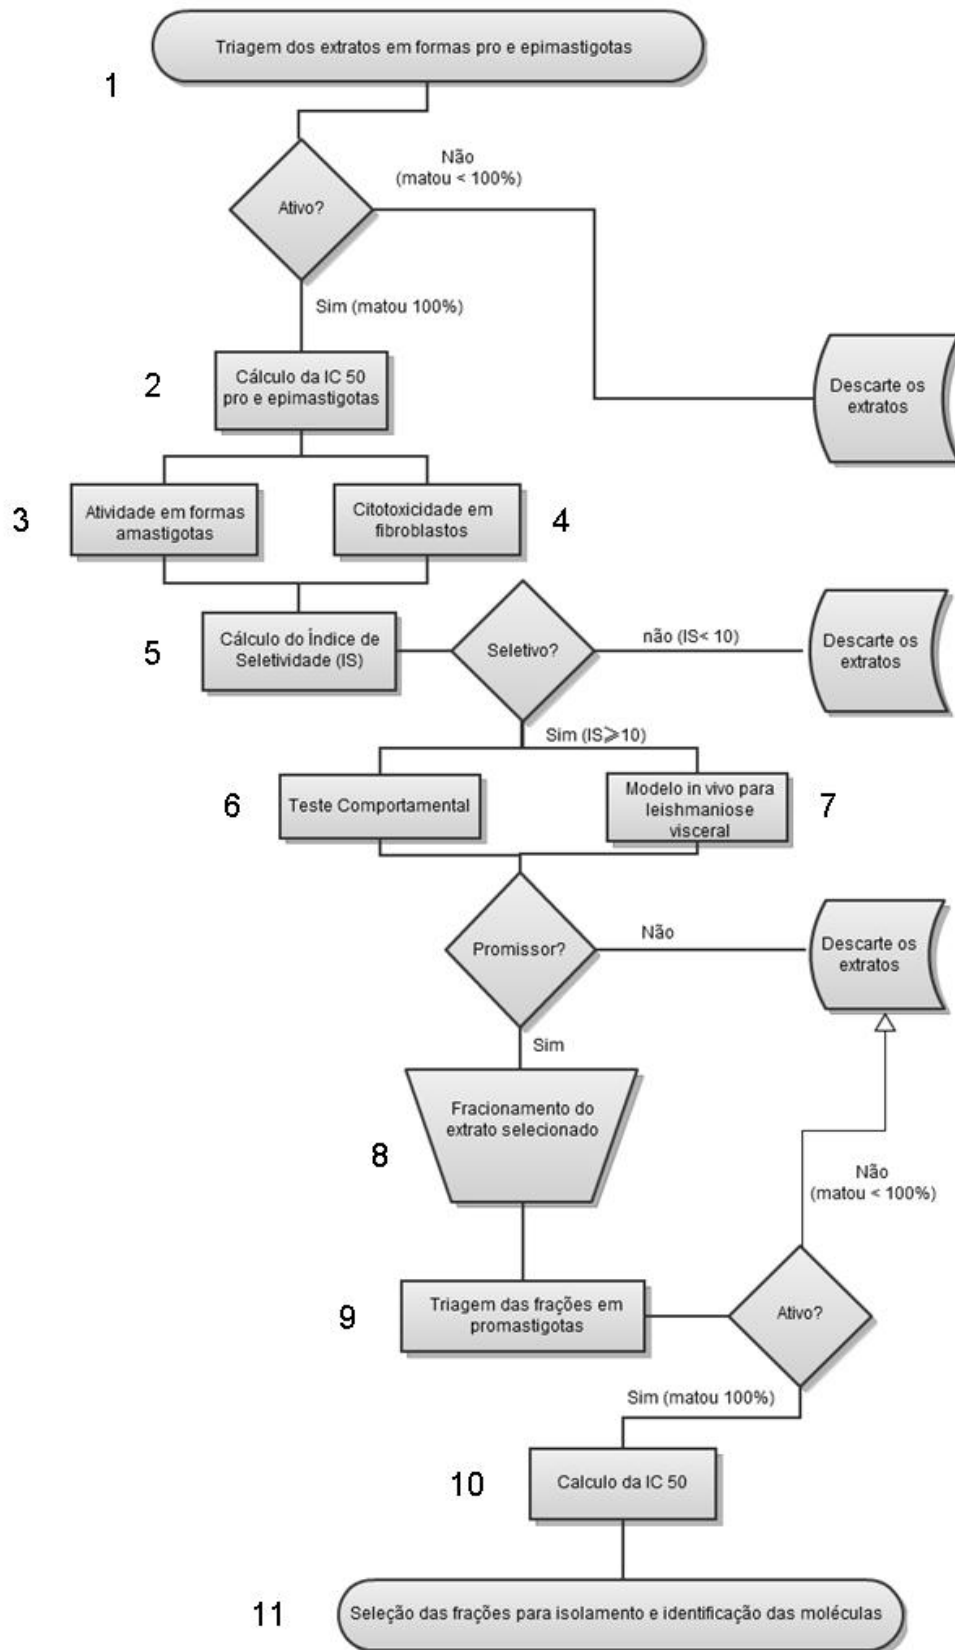 Triagem dos extratos em formas pro e epimastigotas
1
Não
(matou < 100%)
Ativo?
Sim (matou 100%)
2
Cálculo da IC 50
pro e epimastigotas
Descarte os
extratos
3
Atividade em formas
amastigotas
Citotoxicidade em
fibroblastos
4
5
Cálculo do Índice de
Seletividade (IS)
Seletivo?
não (IS< 10)
Descarte os
extratos
Sim (IS⩾10)
6
Teste Comportamental
Modelo in vivo para
leishmaniose
visceral
7
Promissor?
Não
Descarte os
extratos
Sim
8
Fracionamento do
extrato selecionado
Não
(matou < 100%)
9
Triagem das frações em
promastigotas
Ativo?
Sim (matou 100%)
10
Calculo da IC 50
11
Seleção das frações para isolamento e identificação das moléculas